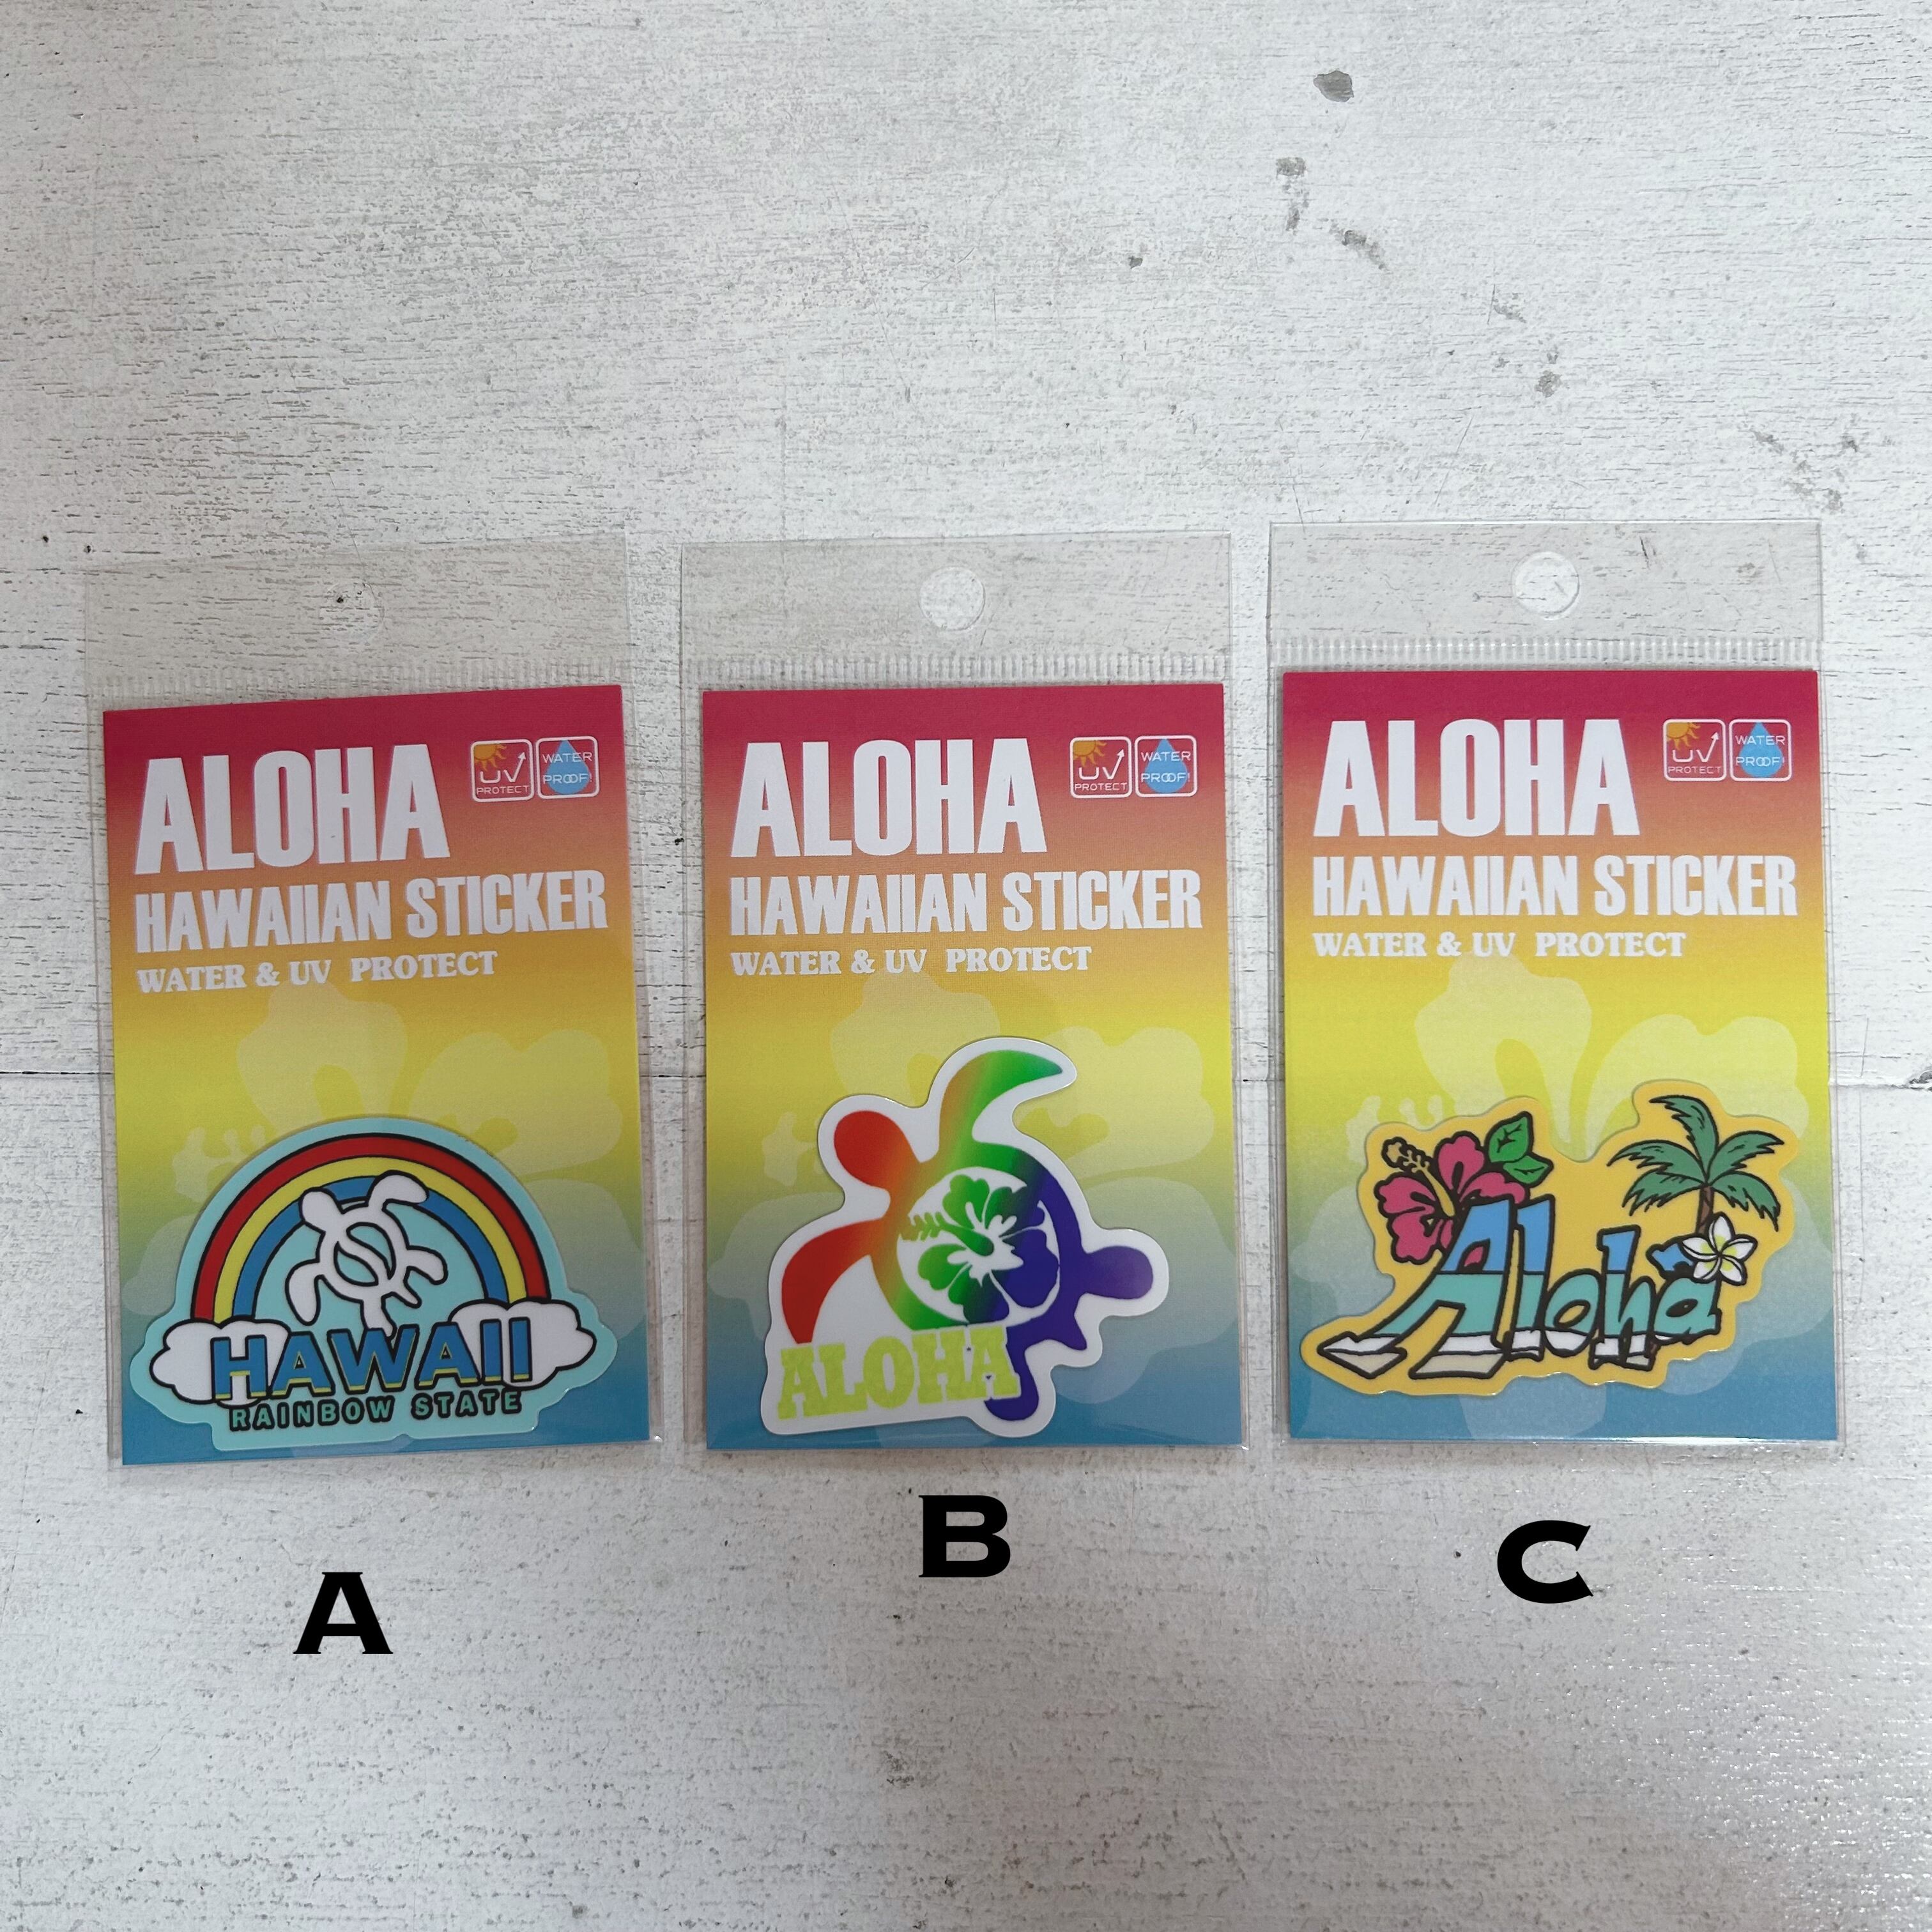 ALOHA
UV
PROTECT
WATER
PROOF!
HAWAIIAN STICKER
WATER & UV PROTECT
HAWAII
RAINBOW STATE
A
ALOHA
UV
PROTECT
WATER
PROOF!
HAWAIIAN STICKER
WATER & UV PROTECT
ALOHA
B
ALOHA
UV
PROTECT
WATER
PROOF!
HAWAIIAN STICKER
WATER & UV PROTECT
Aloha
C